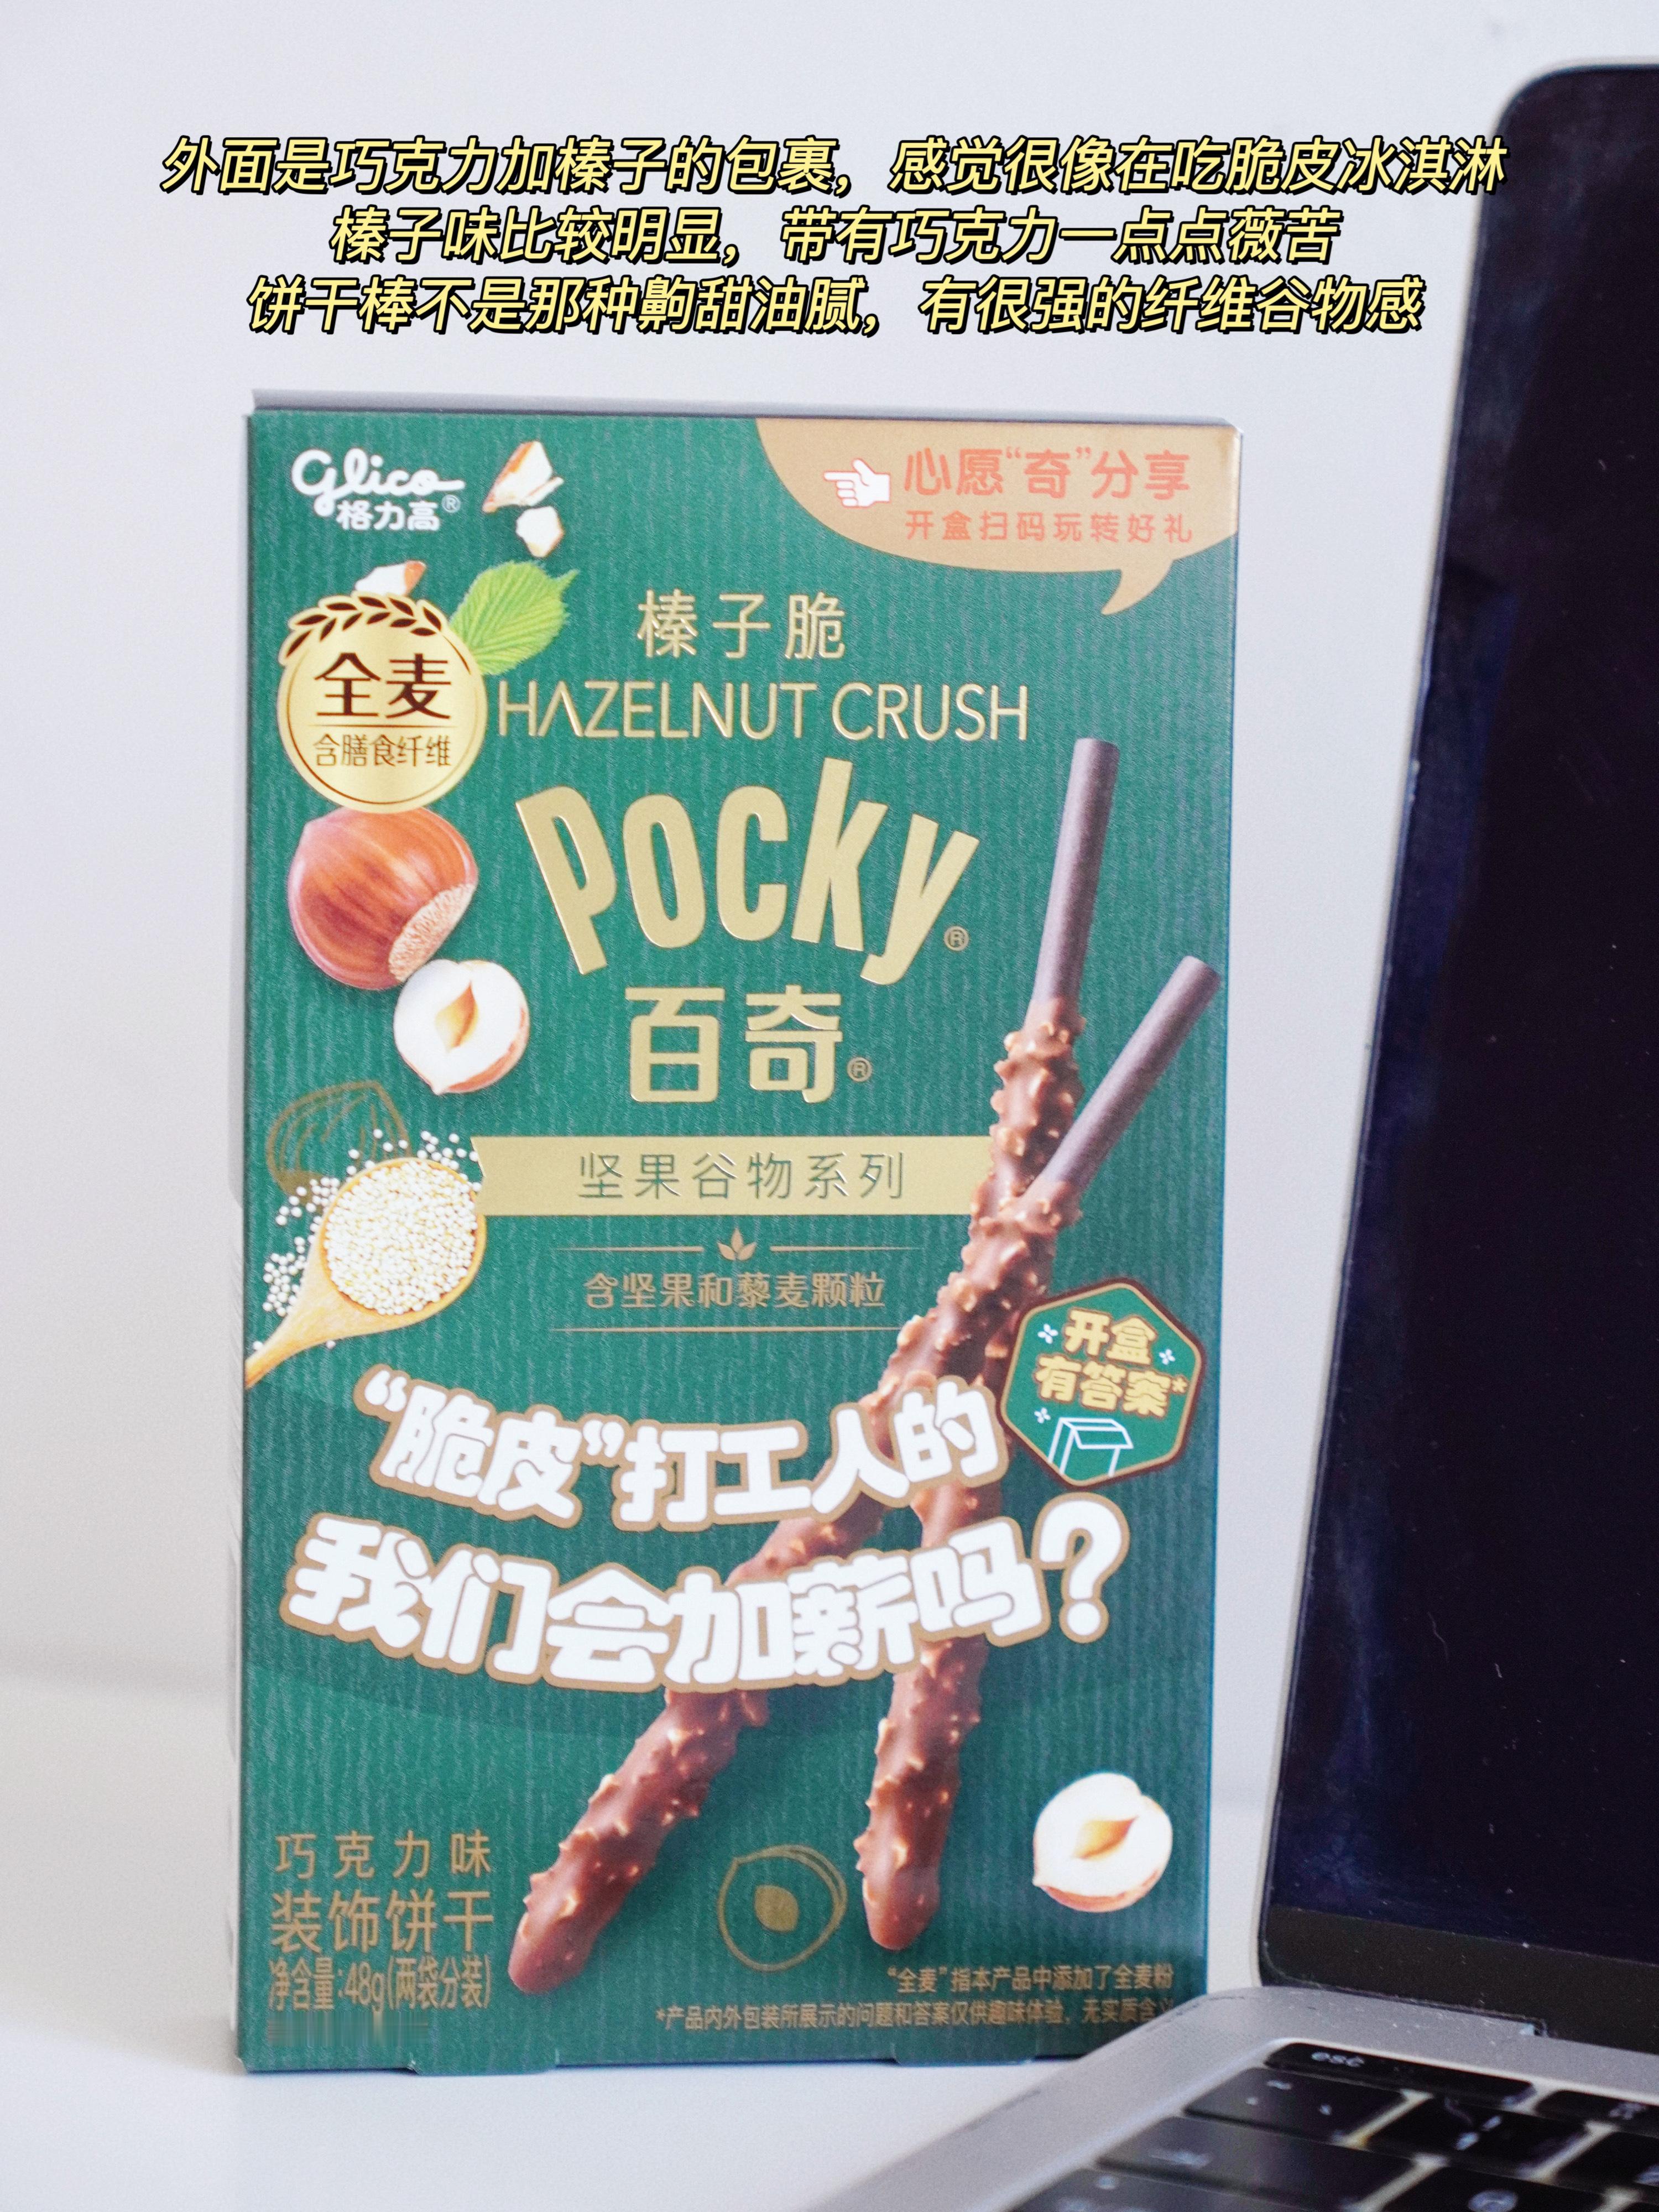 外面是巧克力加榛子的包裹，感觉很像在吃脆皮冰淇淋
榛子味比较明显，带有巧克力一点点薇苦
饼干棒不是那种齁甜油腻，有很强的纤维谷物感
glico
格力高®
心愿“奇”分享
开盒扫码玩转好礼
榛子脆
全麦
含膳食纤维
HAZELNUT CRUSH
Pocky®
百奇®
坚果谷物系列
含坚果和藜麦颗粒
开盒
有答案*
“脆皮”打工人的
我们会加薪吗？
巧克力味
装饰饼干
净含量:48g(两袋分装)
“全麦”指本产品中添加了全麦粉
*产品内外包装所展示的问题和答案仅供趣味体验，无实质含义
esc